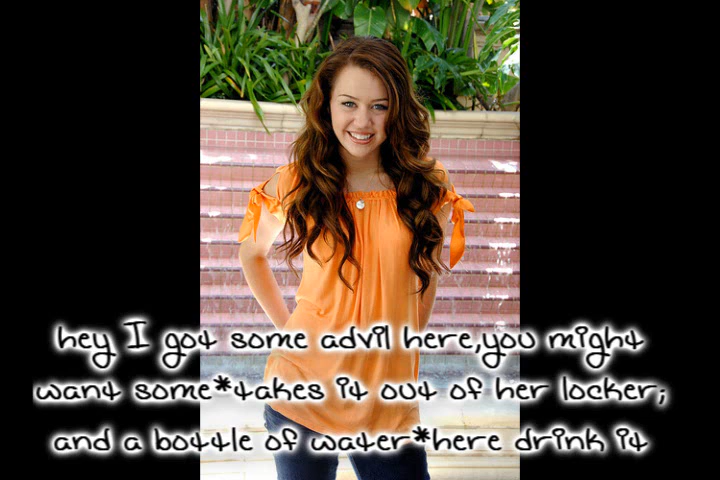 hey I got some advil here,you might
want some*takes it out of her locker;
and a bottle of water*here drink it